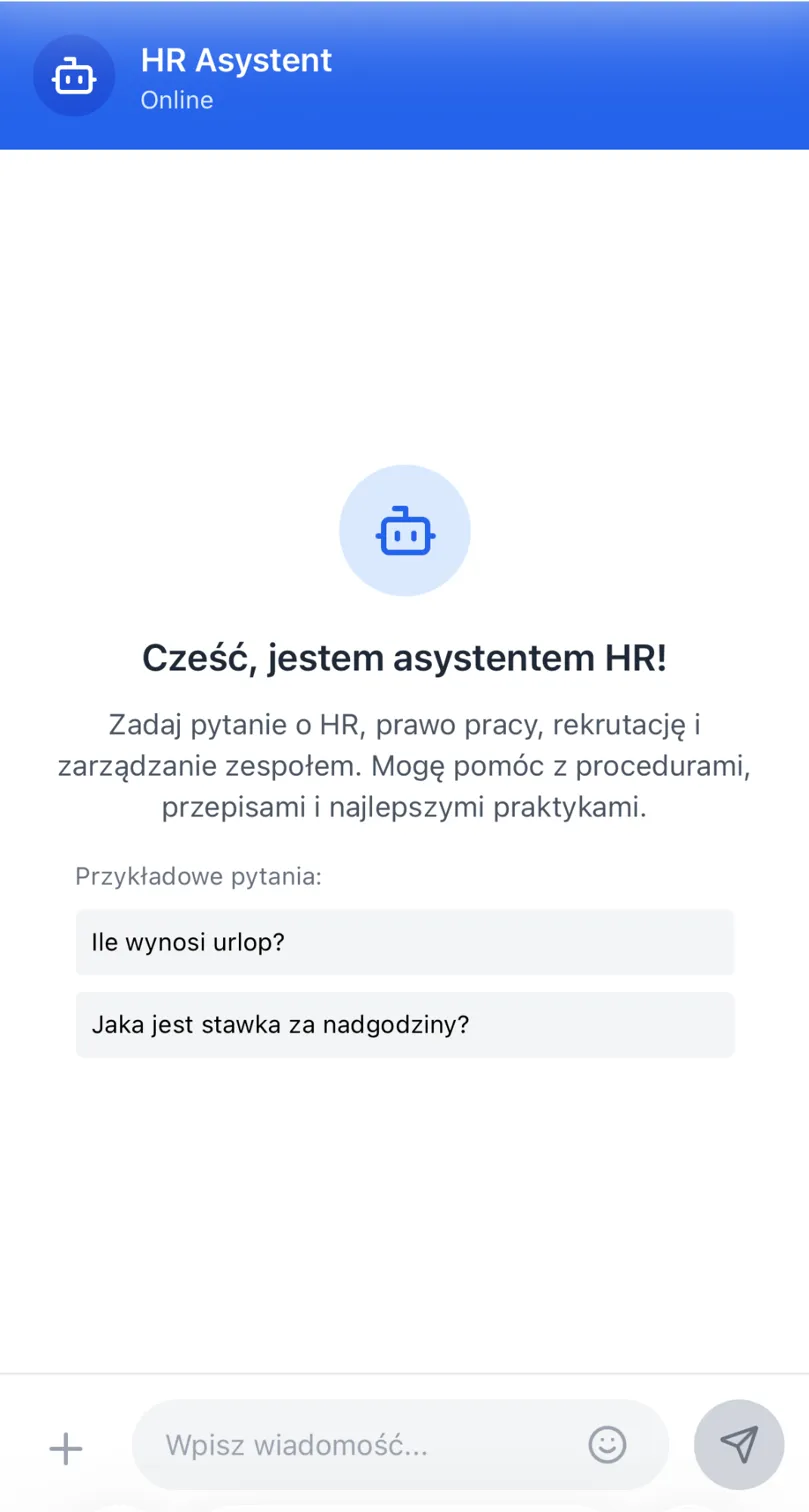 HR Asystent
Online
Cześć, jestem asystentem HR!
Zadaj pytanie o HR, prawo pracy, rekrutację i
zarządzanie zespołem. Mogę pomóc z procedurami,
przepisami i najlepszymi praktykami.
Przykładowe pytania:
Ile wynosi urlop?
Jaka jest stawka za nadgodziny?
Wpisz wiadomość...